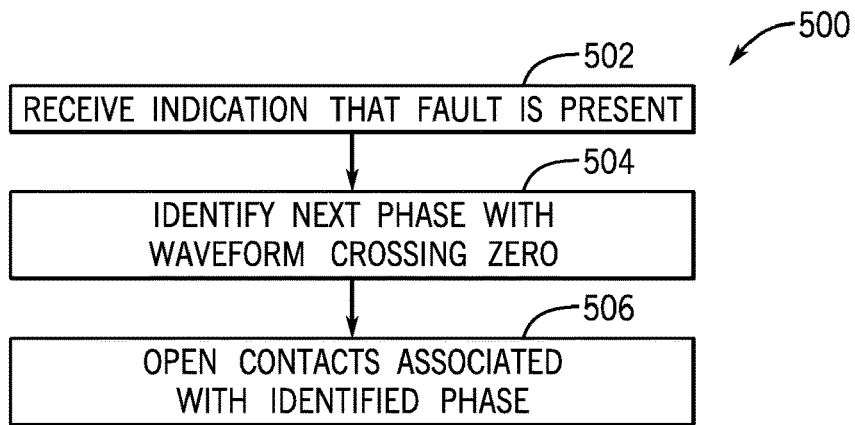 500
502
RECEIVE INDICATION THAT FAULT IS PRESENT
504
IDENTIFY NEXT PHASE WITH
WAVEFORM CROSSING ZERO
506
OPEN CONTACTS ASSOCIATED
WITH IDENTIFIED PHASE